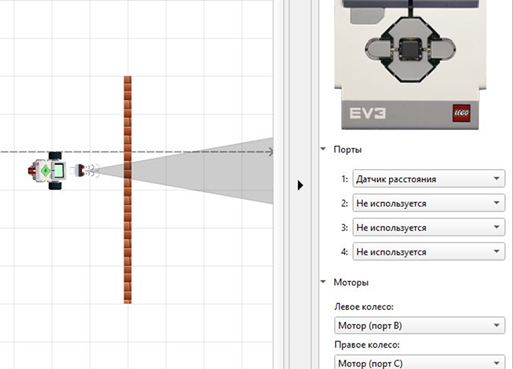 EV3
LEGO
Порты
1: Датчик расстояния
2: Не используется
3: Не используется
4: Не используется
Моторы
Левое колесо:
Мотор (порт B)
Правое колесо:
Мотор (порт C)